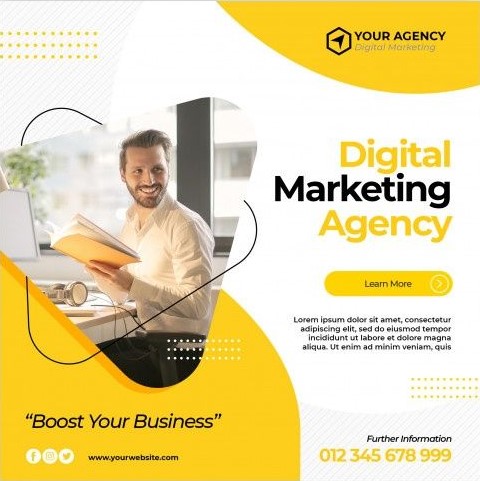 YOUR AGENCY
Digital Marketing
Digital
Marketing
Agency
Learn More
Lorem ipsum dolor sit amet, consectetur
adipiscing elit, sed do eiusmod tempor
incididunt ut labore et dolore magna
aliqua. Ut enim ad minim veniam, quis
“Boost Your Business”
www.yourwebsite.com
Further Information
012 345 678 999